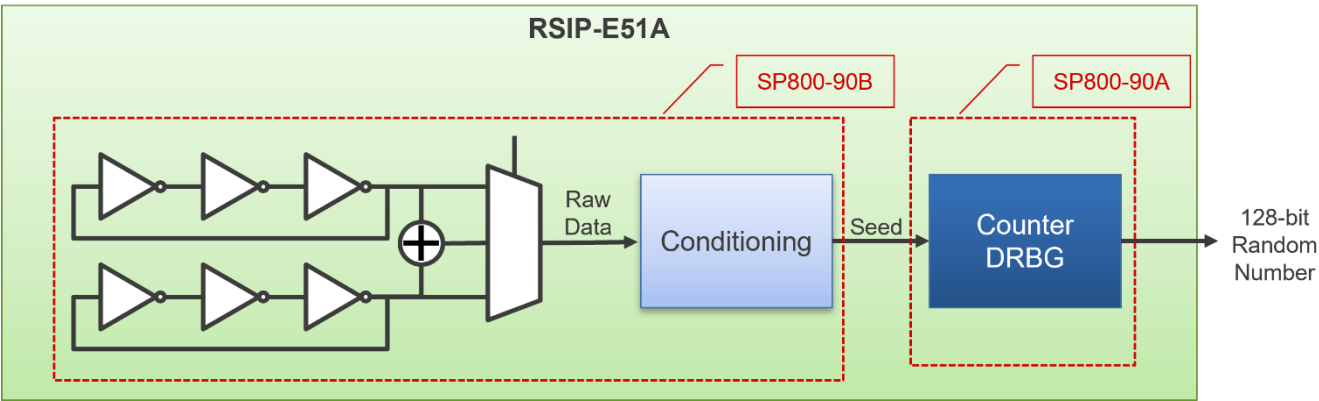 RSIP-E51A
SP800-90B
SP800-90A
Raw
Data
Conditioning
Seed
Counter
DRBG
128-bit
Random
Number